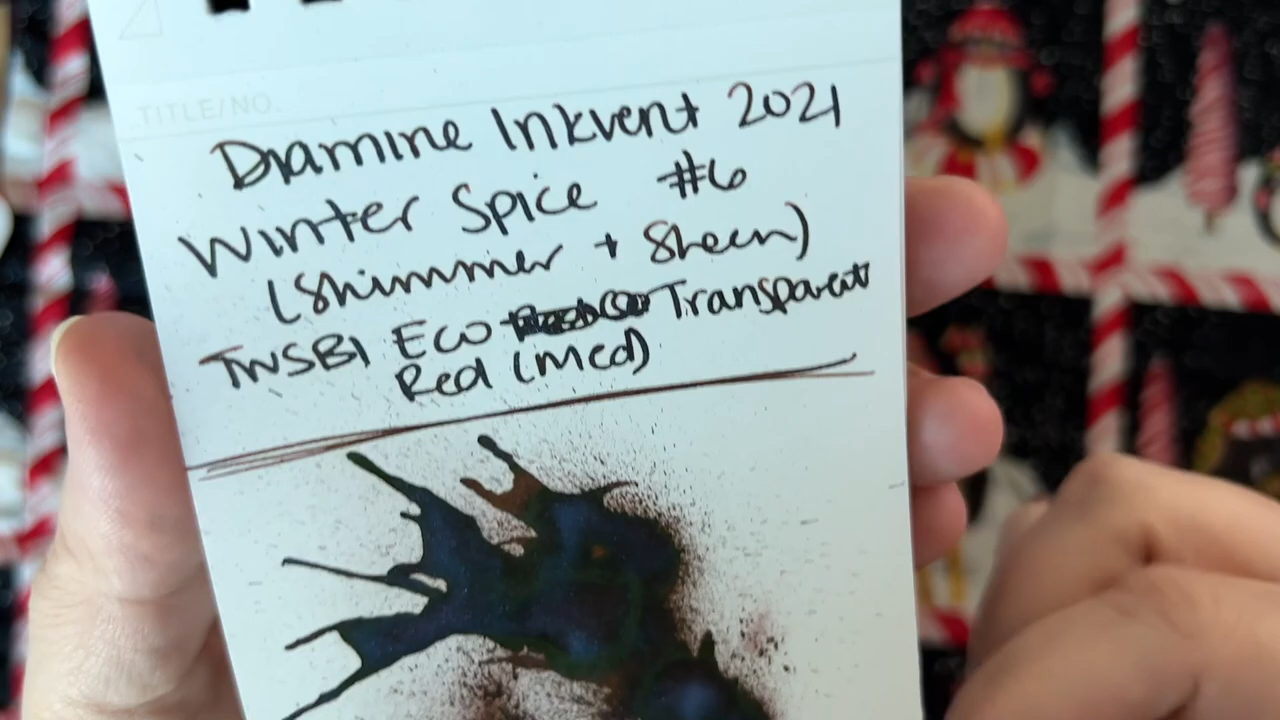 TITLE/NO.
Diamine Inkvent 2021
Winter Spice #6
(Shimmer + Sheen)
TWSBI Eco Transparent
Red (Med)